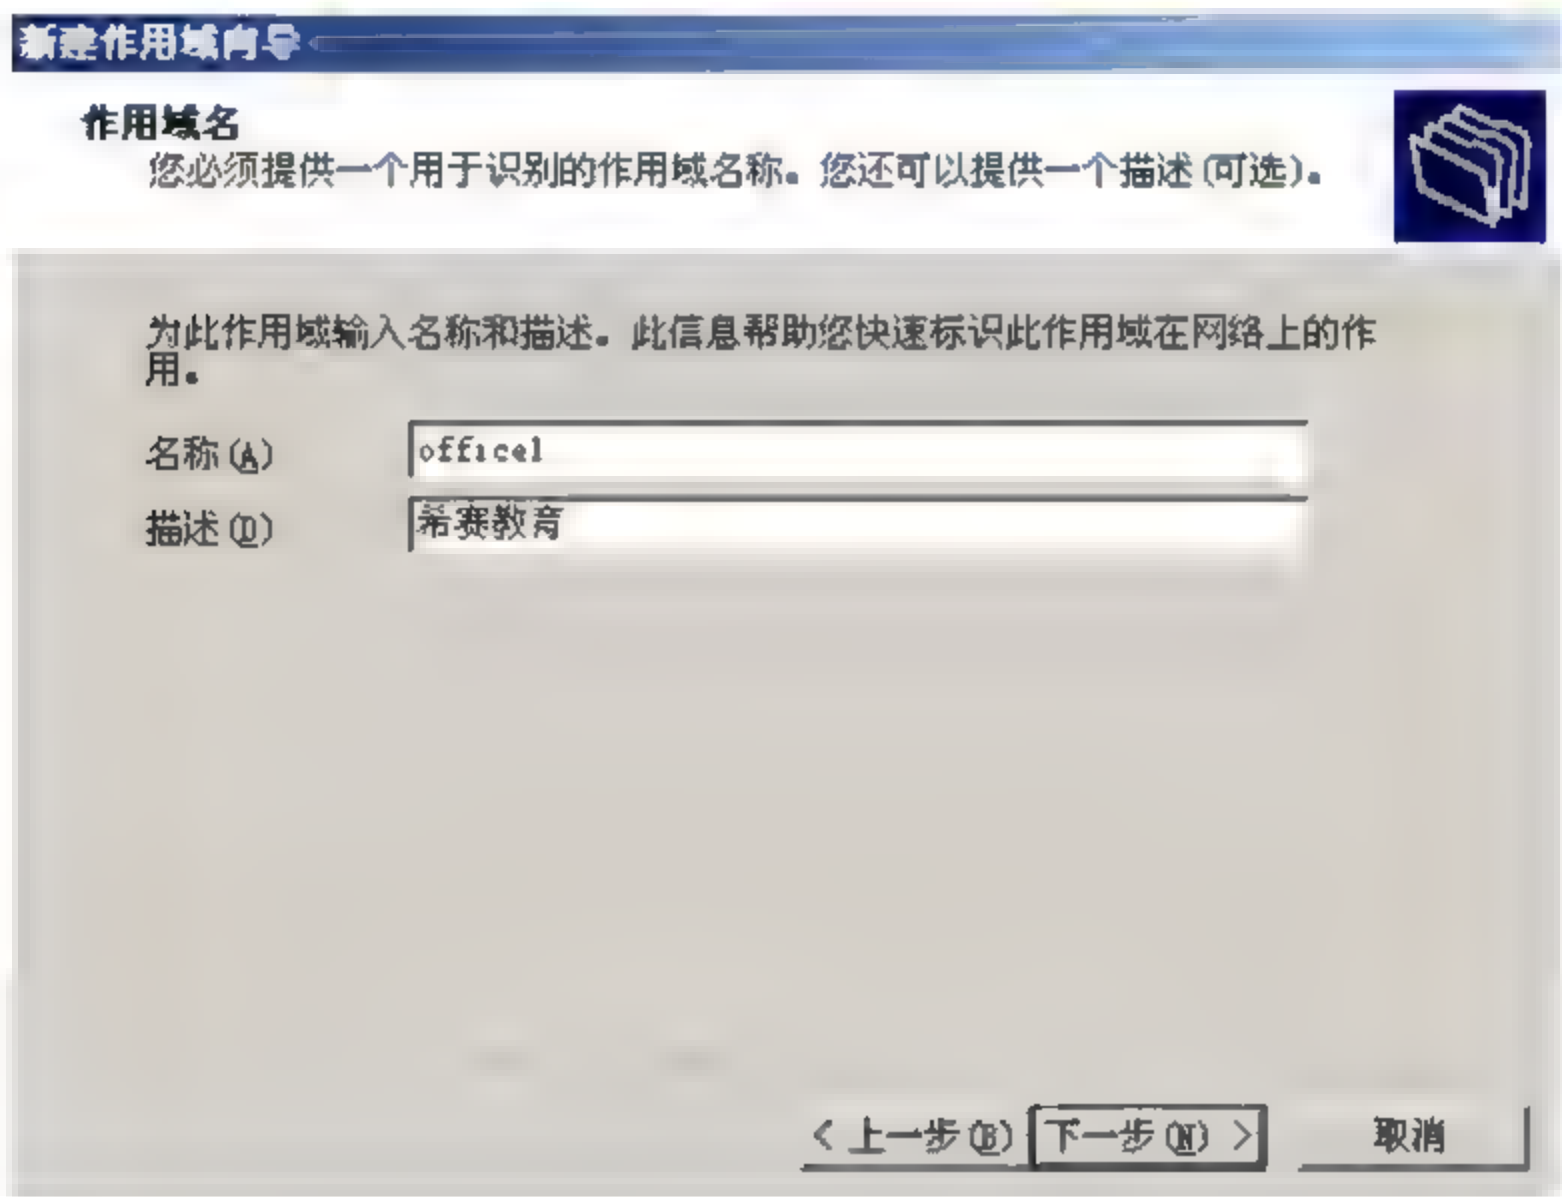 新建作用域向导
作用域名
您必须提供一个用于识别的作用域名称。您还可以提供一个描述(可选)。
为此作用域输入名称和描述。此信息帮助您快速标识此作用域在网络上的作
用。
名称(A)
office1
描述(D)
希赛教育
< 上一步(B)
下一步(N) >
取消